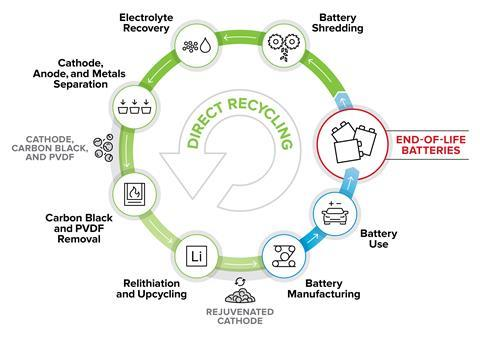 Electrolyte
Recovery
Battery
Shredding
Cathode,
Anode, and Metals
Separation
DIRECT RECYCLING
END-OF-LIFE
BATTERIES
CATHODE,
CARBON BLACK,
AND PVDF
Carbon Black
and PVDF
Removal
Battery
Use
Li
Relithiation
and Upcycling
Battery
Manufacturing
REJUVENATED
CATHODE